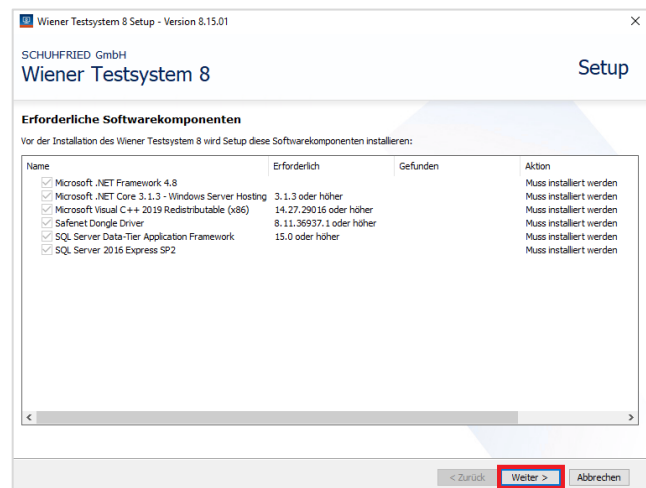 Wiener Testsystem 8 Setup - Version 8.15.01
SCHUHFRIED GmbH
Wiener Testsystem 8
Setup
Erforderliche Softwarekomponenten
Vor der Installation des Wiener Testsystem 8 wird Setup diese Softwarekomponenten installieren:
Name Erforderlich Gefunden Aktion
Microsoft .NET Framework 4.8 Muss installiert werden
Microsoft .NET Core 3.1.3 - Windows Server Hosting 3.1.3 oder höher Muss installiert werden
Microsoft Visual C++ 2019 Redistributable (x86) 14.27.29016 oder höher Muss installiert werden
Safenet Dongle Driver 8.11.36937.1 oder höher Muss installiert werden
SQL Server Data-Tier Application Framework 15.0 oder höher Muss installiert werden
SQL Server 2016 Express SP2 Muss installiert werden
< Zurück Weiter > Abbrechen